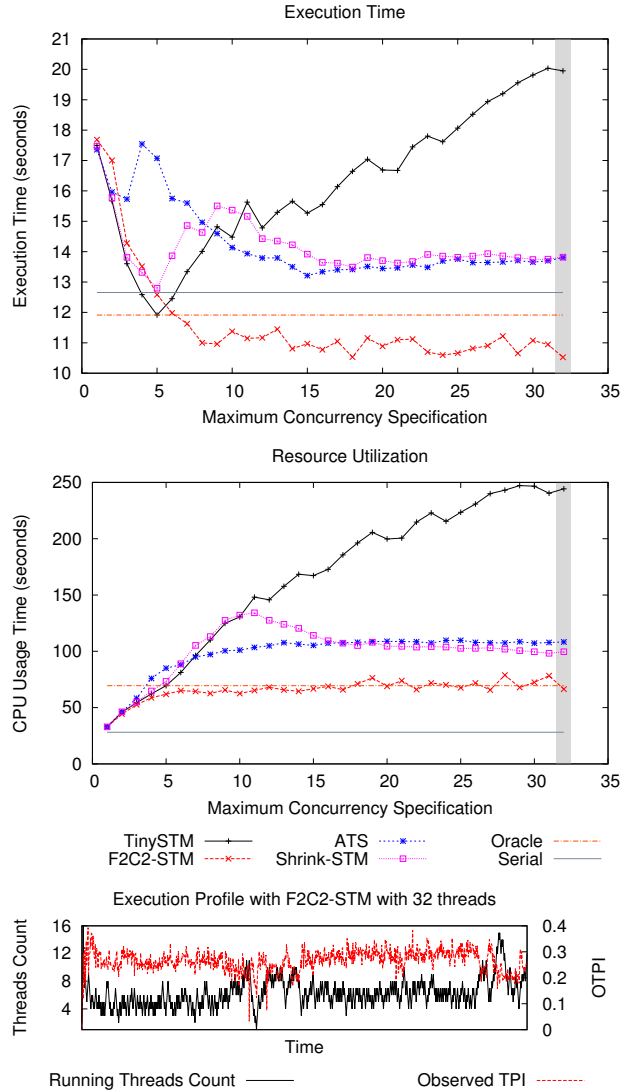 Execution Time
21
20
19
18
17
16
15
14
13
12
11
10
Execution Time (seconds)
0 5 10 15 20 25 30 35
Maximum Concurrency Specification
Resource Utilization
250
200
150
100
50
0
CPU Usage Time (seconds)
0 5 10 15 20 25 30 35
Maximum Concurrency Specification
TinySTM ATS Oracle
F2C2-STM Shrink-STM Serial
Execution Profile with F2C2-STM with 32 threads
Threads Count
16
12
8
4
0.4
0.3
0.2
0.1
0
OTPI
Time
Running Threads Count Observed TPI